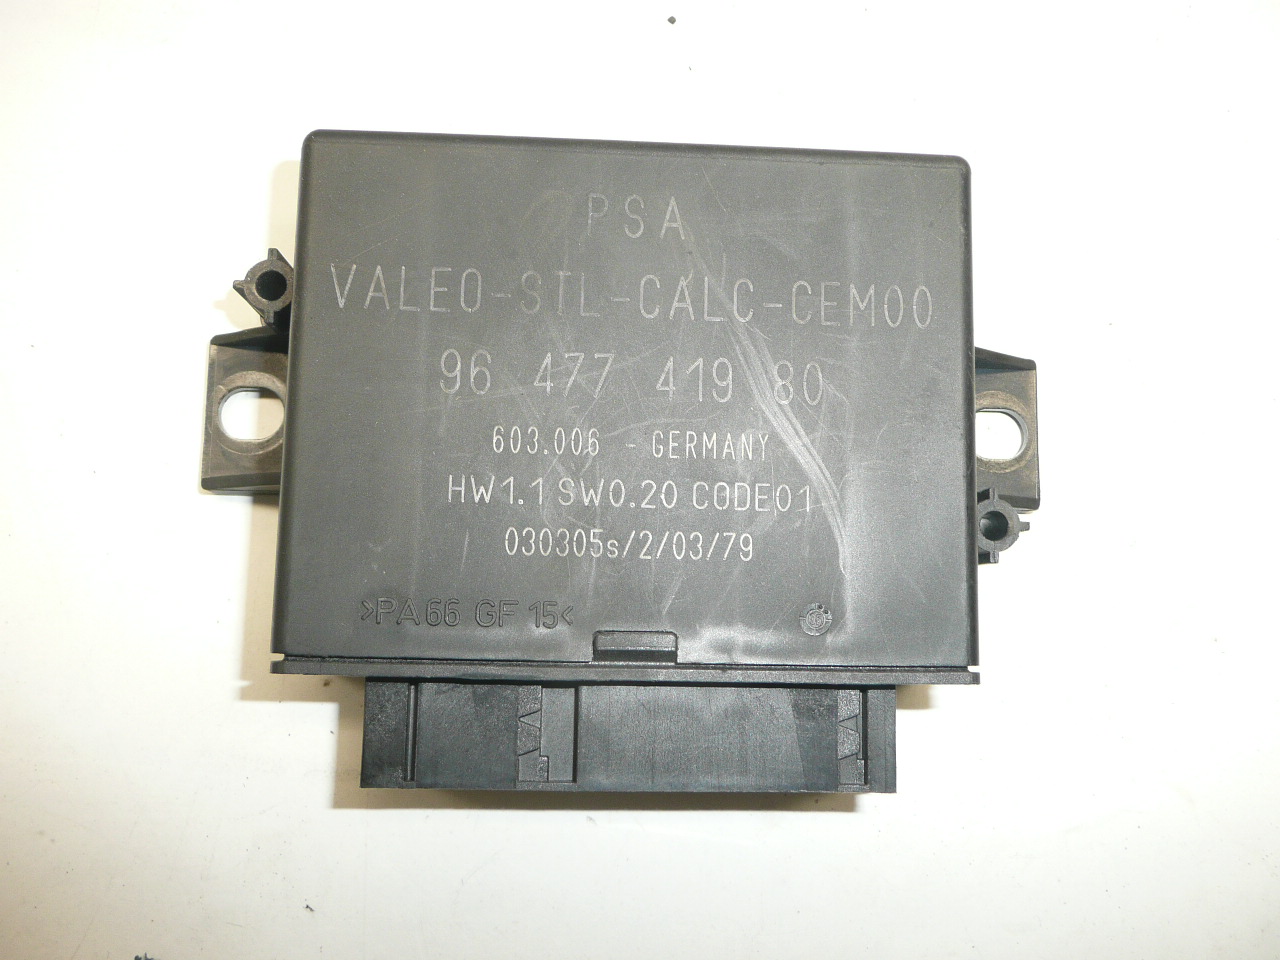 PSA
VALEO-STL-CALC-CEM00
96 477 419 80
603.006 - GERMANY
HW1.1 SW0.20 CODE01
030305s/2/03/79
>PA66 GF 15<